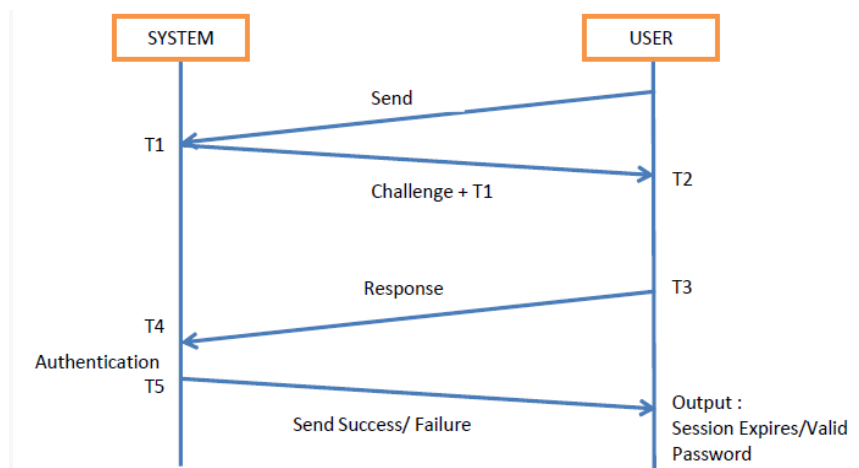 SYSTEM
USER
Send
T1
Challenge + T1
T2
Response
T3
T4
Authentication
T5
Send Success/ Failure
Output :
Session Expires/Valid
Password